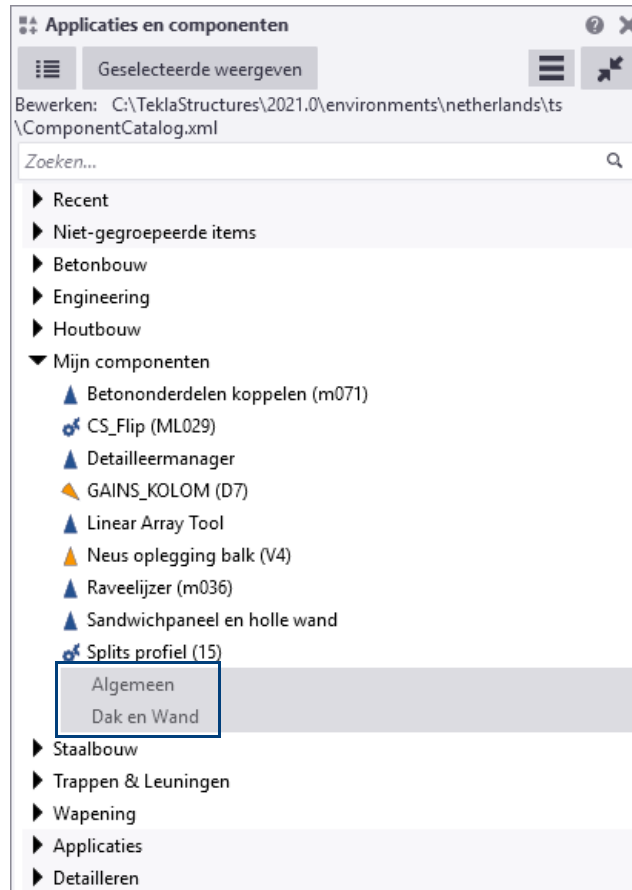 Applicaties en componenten
Geselecteerde weergeven
Bewerken: C:\TeklaStructures\2021.0\environments\netherlands\ts
\ComponentCatalog.xml
Zoeken...
Recent
Niet-gegroepeerde items
Betonbouw
Engineering
Houtbouw
Mijn componenten
Betononderdelen koppelen (m071)
CS_Flip (ML029)
Detailleermanager
GAINS_KOLOM (D7)
Linear Array Tool
Neus oplegging balk (V4)
Raveelijzer (m036)
Sandwichpaneel en holle wand
Splits profiel (15)
Algemeen
Dak en Wand
Staalbouw
Trappen & Leuningen
Wapening
Applicaties
Detailleren